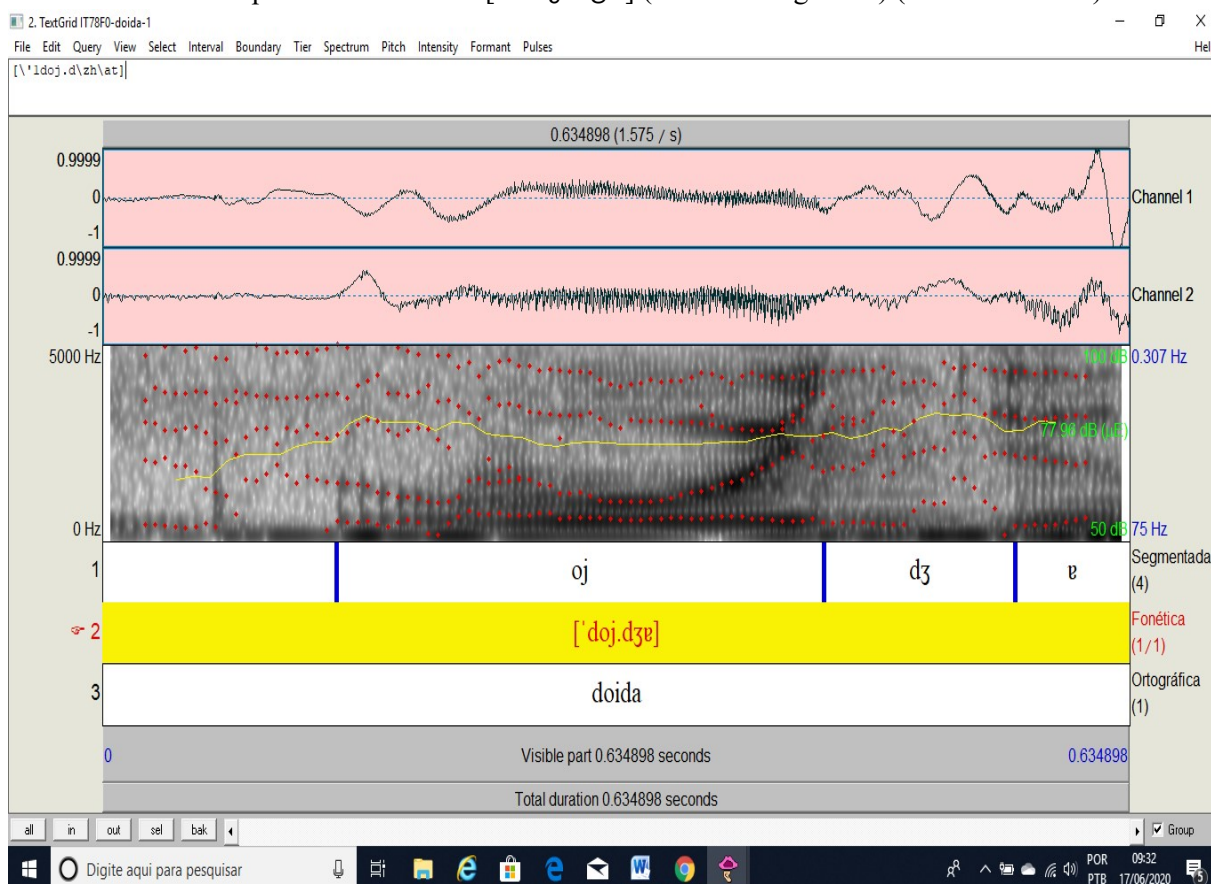 2. TextGrid IT78F0-doida-1
File Edit Query View Select Interval Boundary Tier Spectrum Pitch Intensity Formant Pulses Hel
[\'1doj.d\zh\at]
0.634898 (1.575 / s)
0.9999
0
-1
Channel 1
0.9999
0
-1
Channel 2
5000 Hz
100 dB 0.307 Hz
77.96 dB (µE)
0 Hz
50 dB 75 Hz
1 oj dʒ ɐ Segmentada (4)
2 [ˈdoj.dʒɐ] Fonética (1/1)
3 doida Ortográfica (1)
0 Visible part 0.634898 seconds 0.634898
Total duration 0.634898 seconds
all in out sel bak Group
Digite aqui para pesquisar
POR 09:32
PTB 17/06/2020
5